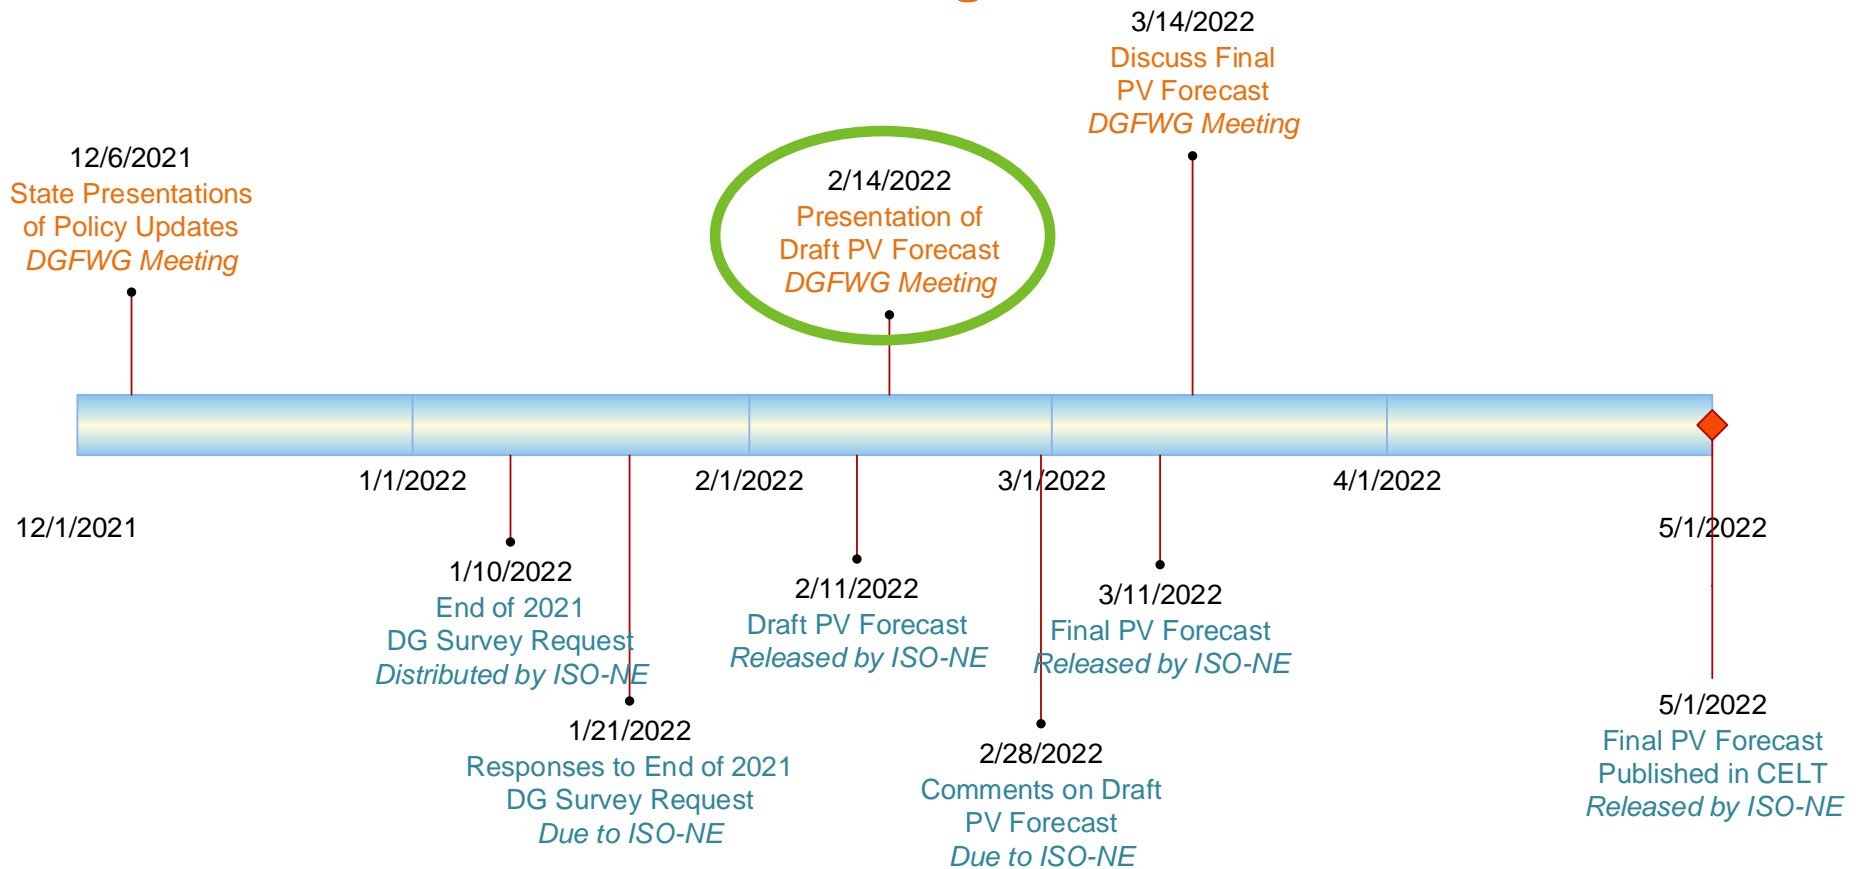 3/14/2022
Discuss Final
PV Forecast
DGFWG Meeting
12/6/2021
State Presentations
of Policy Updates
DGFWG Meeting
2/14/2022
Presentation of
Draft PV Forecast
DGFWG Meeting
1/1/2022
2/1/2022
3/1/2022
4/1/2022
12/1/2021
5/1/2022
1/10/2022
End of 2021
DG Survey Request
Distributed by ISO-NE
1/21/2022
Responses to End of 2021
DG Survey Request
Due to ISO-NE
2/11/2022
Draft PV Forecast
Released by ISO-NE
2/28/2022
Comments on Draft
PV Forecast
Due to ISO-NE
3/11/2022
Final PV Forecast
Released by ISO-NE
5/1/2022
Final PV Forecast
Published in CELT
Released by ISO-NE